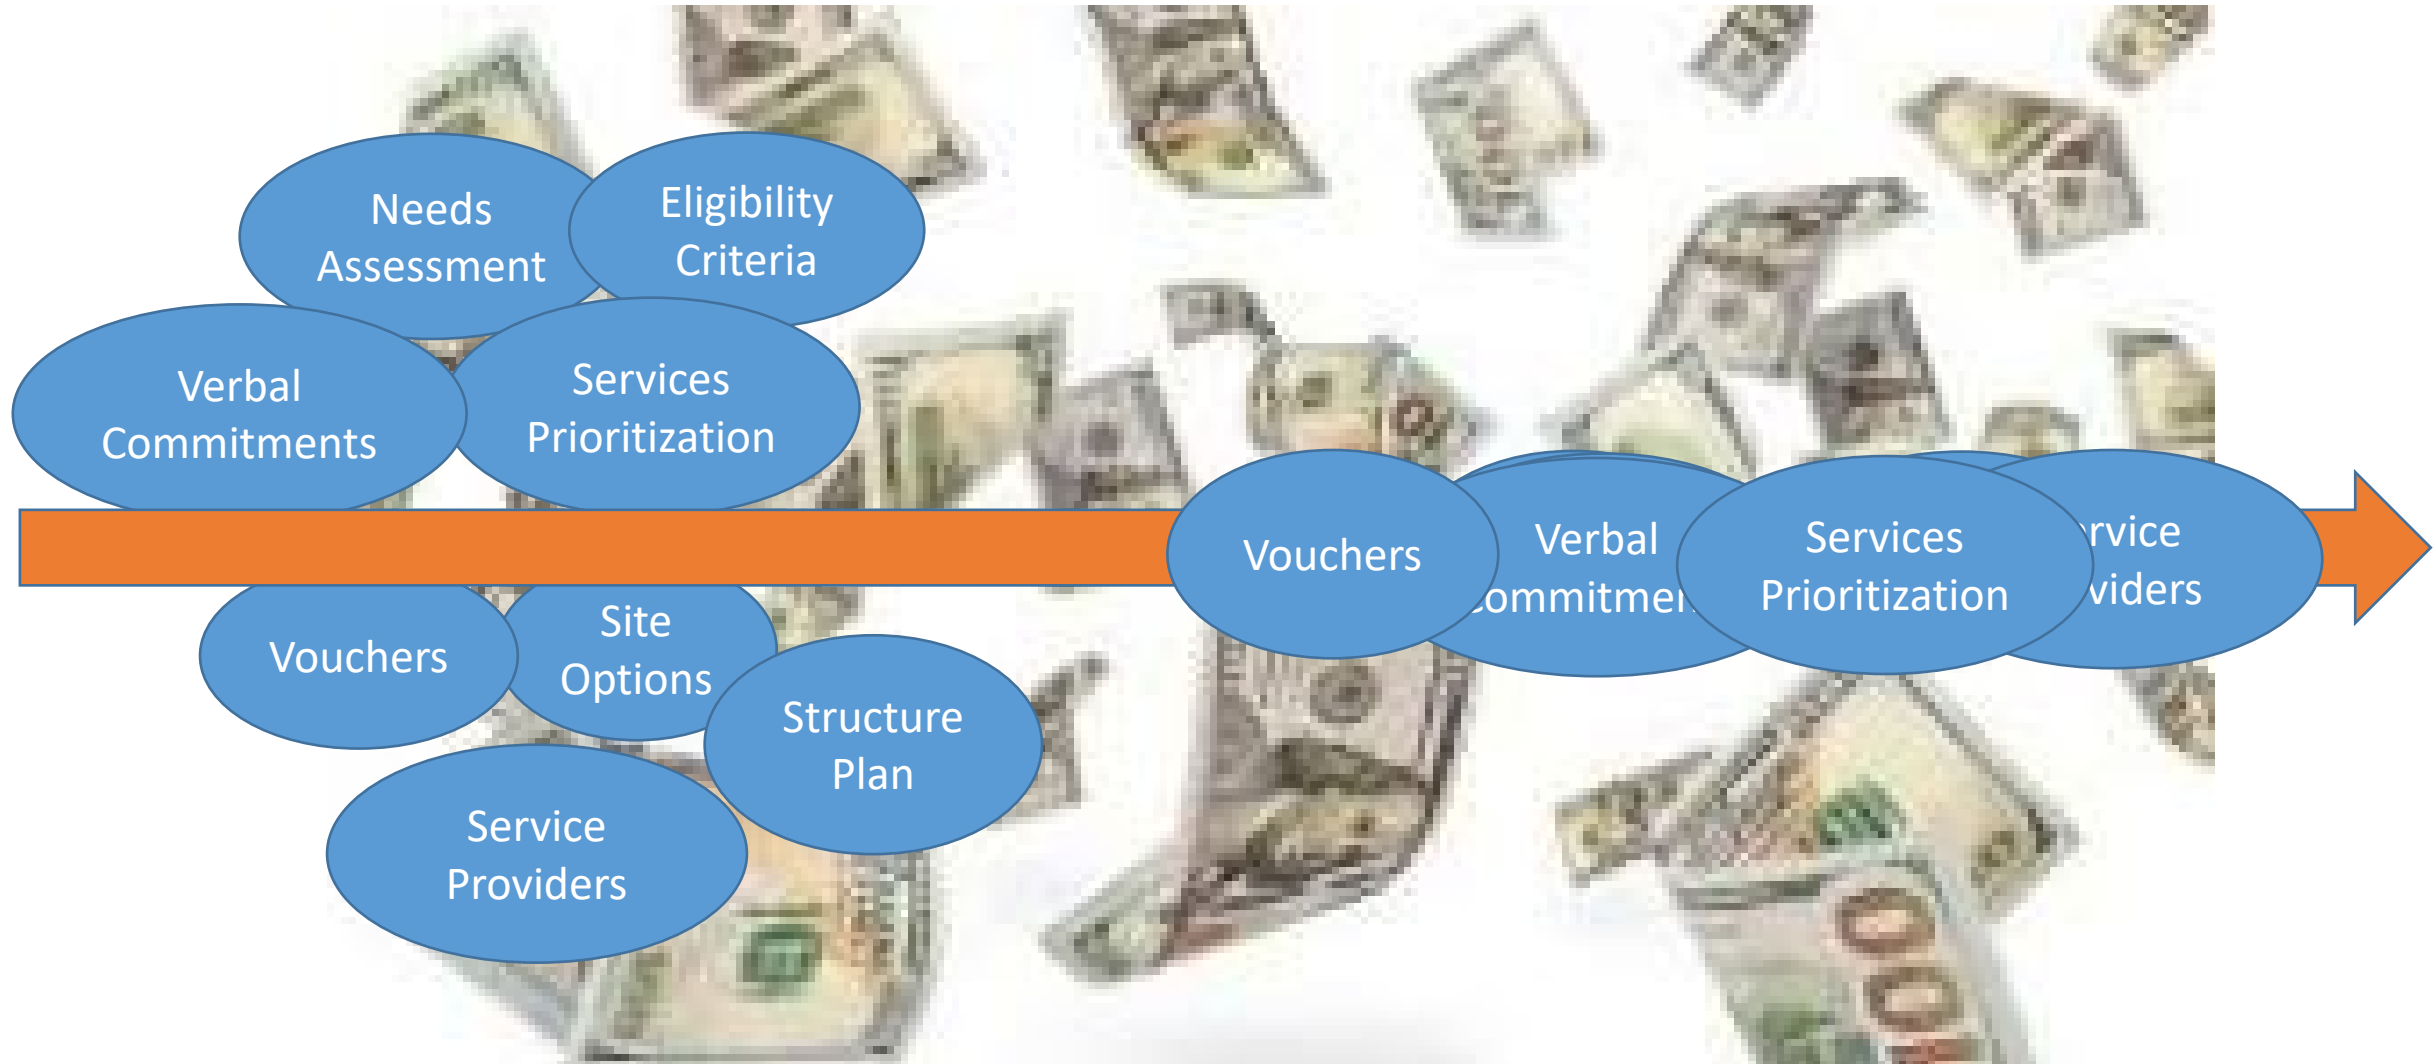 Needs
Assessment
Eligibility
Criteria
Verbal
Commitments
Services
Prioritization
Vouchers
Verbal
Services
Prioritization
Vouchers
Site
Options
Structure
Plan
Service
Providers